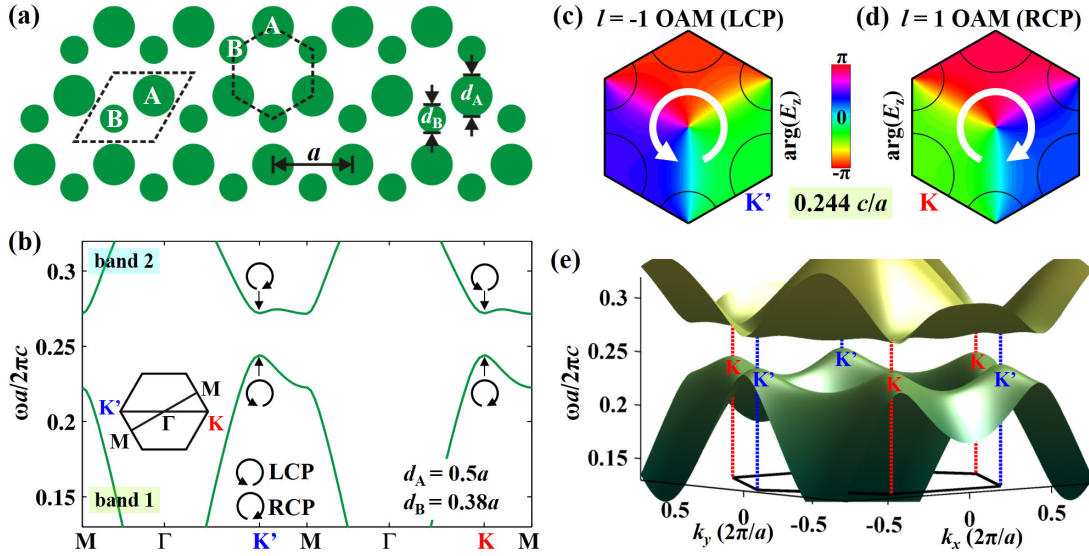 (a)
A
B
A
B
d_A
d_B
a
(b)
band 2
0.3
0.25
0.2
0.15
ωa/2πc
M
K'
Γ
K
M
LCP
RCP
d_A = 0.5a
d_B = 0.38a
band 1
M Γ K' M Γ K M
(c) l = -1 OAM (LCP)
(d) l = 1 OAM (RCP)
arg(E_z)
π
0
-π
arg(E_z)
K'
0.244 c/a
K
(e)
0.3
0.25
0.2
0.15
ωa/2πc
K
K'
K'
K
K
K'
0.5
0
-0.5
-0.5
0
0.5
k_y (2π/a)
k_x (2π/a)